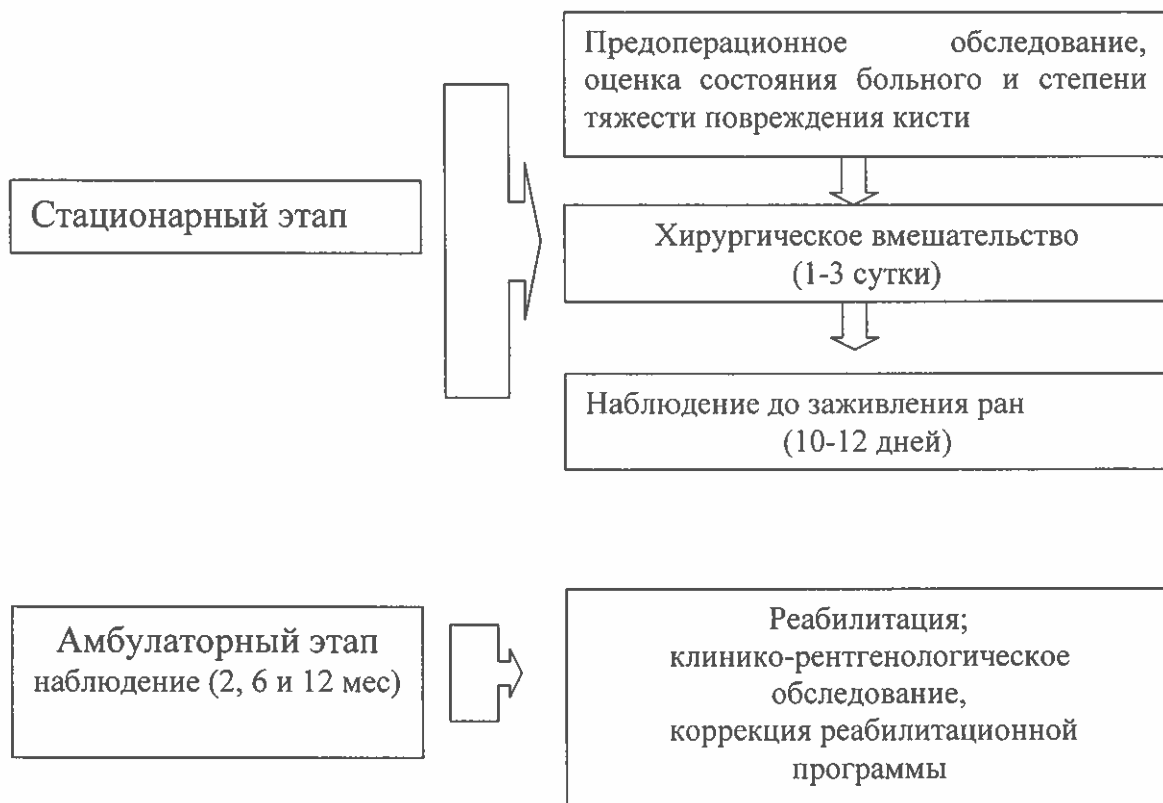 Предоперационное обследование,
оценка состояния больного и степени
тяжести повреждения кисти
Стационарный этап
Хирургическое вмешательство
(1-3 сутки)
Наблюдение до заживления ран
(10-12 дней)
Амбулаторный этап
наблюдение (2, 6 и 12 мес)
Реабилитация;
клинико-рентгенологическое
обследование,
коррекция реабилитационной
программы